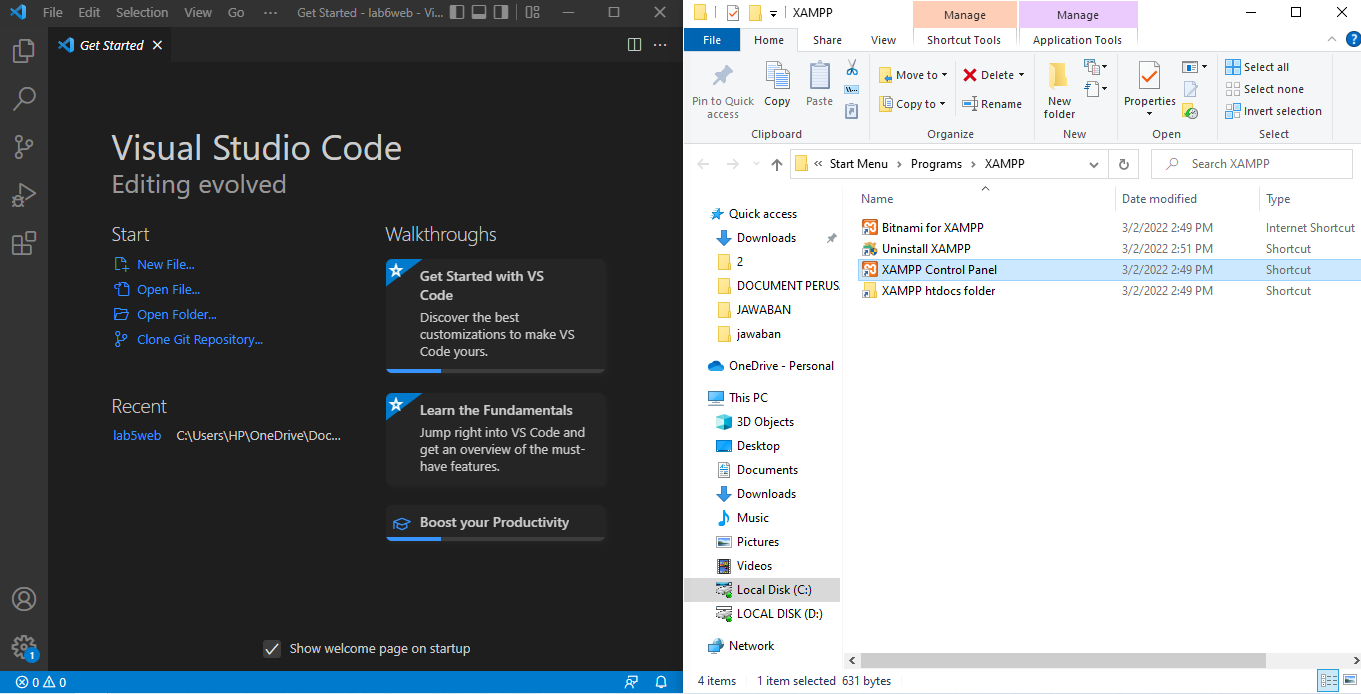 File Edit Selection View Go ··· Get Started - lab6web - Vi...
Get Started
Visual Studio Code
Editing evolved
Start
New File...
Open File...
Open Folder...
Clone Git Repository...
Recent
lab5web C:\Users\HP\OneDrive\Doc...
Walkthroughs
Get Started with VS
Code
Discover the best
customizations to make VS
Code yours.
Learn the Fundamentals
Jump right into VS Code and
get an overview of the must-
have features.
Boost your Productivity
Show welcome page on startup
1
0 0
XAMPP
Manage Manage
File Home Share View Shortcut Tools Application Tools
Pin to Quick
access
Copy
Paste
Clipboard
Move to
Copy to
Delete
Rename
Organize
New
folder
New
Properties
Open
Select all
Select none
Invert selection
Select
« Start Menu › Programs › XAMPP
Search XAMPP
Quick access
Downloads
2
DOCUMENT PERUS
JAWABAN
jawaban
OneDrive - Personal
This PC
3D Objects
Desktop
Documents
Downloads
Music
Pictures
Videos
Local Disk (C:)
LOCAL DISK (D:)
Network
Name Date modified Type
Bitnami for XAMPP 3/2/2022 2:49 PM Internet Shortcut
Uninstall XAMPP 3/2/2022 2:51 PM Shortcut
XAMPP Control Panel 3/2/2022 2:49 PM Shortcut
XAMPP htdocs folder 3/2/2022 2:49 PM Shortcut
4 items 1 item selected 631 bytes